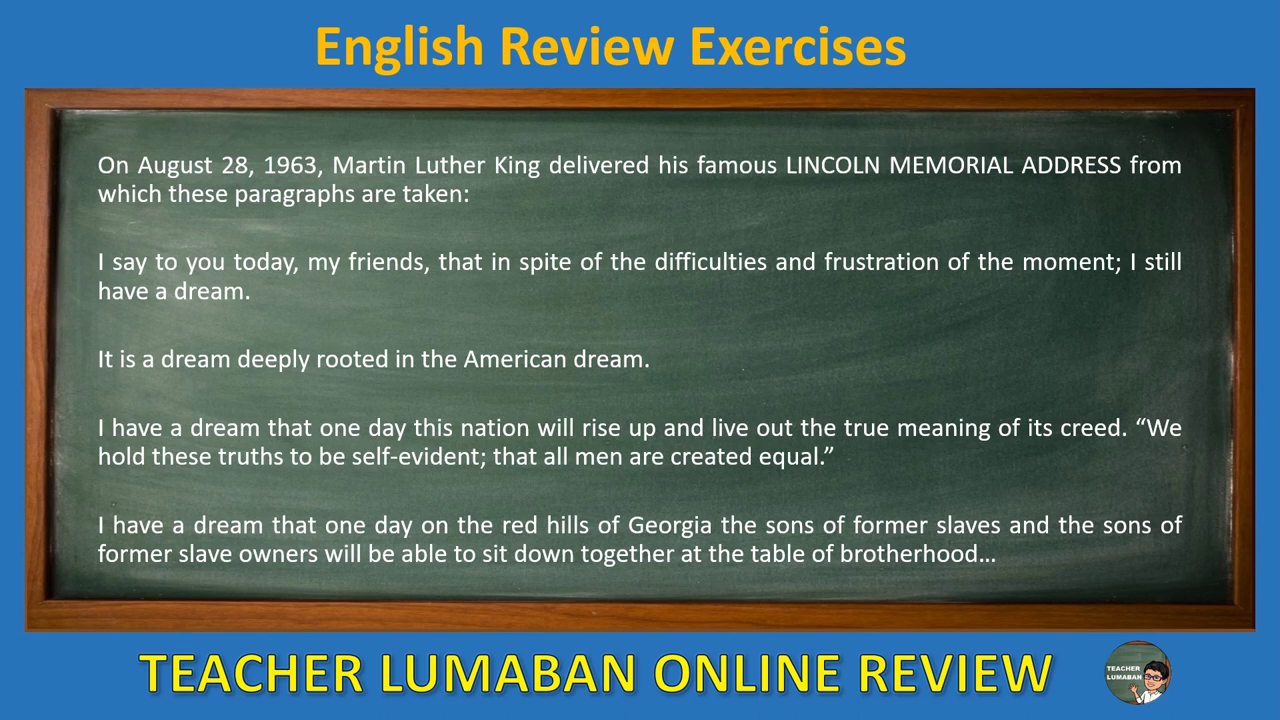 English Review Exercises
On August 28, 1963, Martin Luther King delivered his famous LINCOLN MEMORIAL ADDRESS from
which these paragraphs are taken:
I say to you today, my friends, that in spite of the difficulties and frustration of the moment; I still
have a dream.
It is a dream deeply rooted in the American dream.
I have a dream that one day this nation will rise up and live out the true meaning of its creed. “We
hold these truths to be self-evident; that all men are created equal.”
I have a dream that one day on the red hills of Georgia the sons of former slaves and the sons of
former slave owners will be able to sit down together at the table of brotherhood...
TEACHER LUMABAN ONLINE REVIEW
TEACHER
LUMABAN